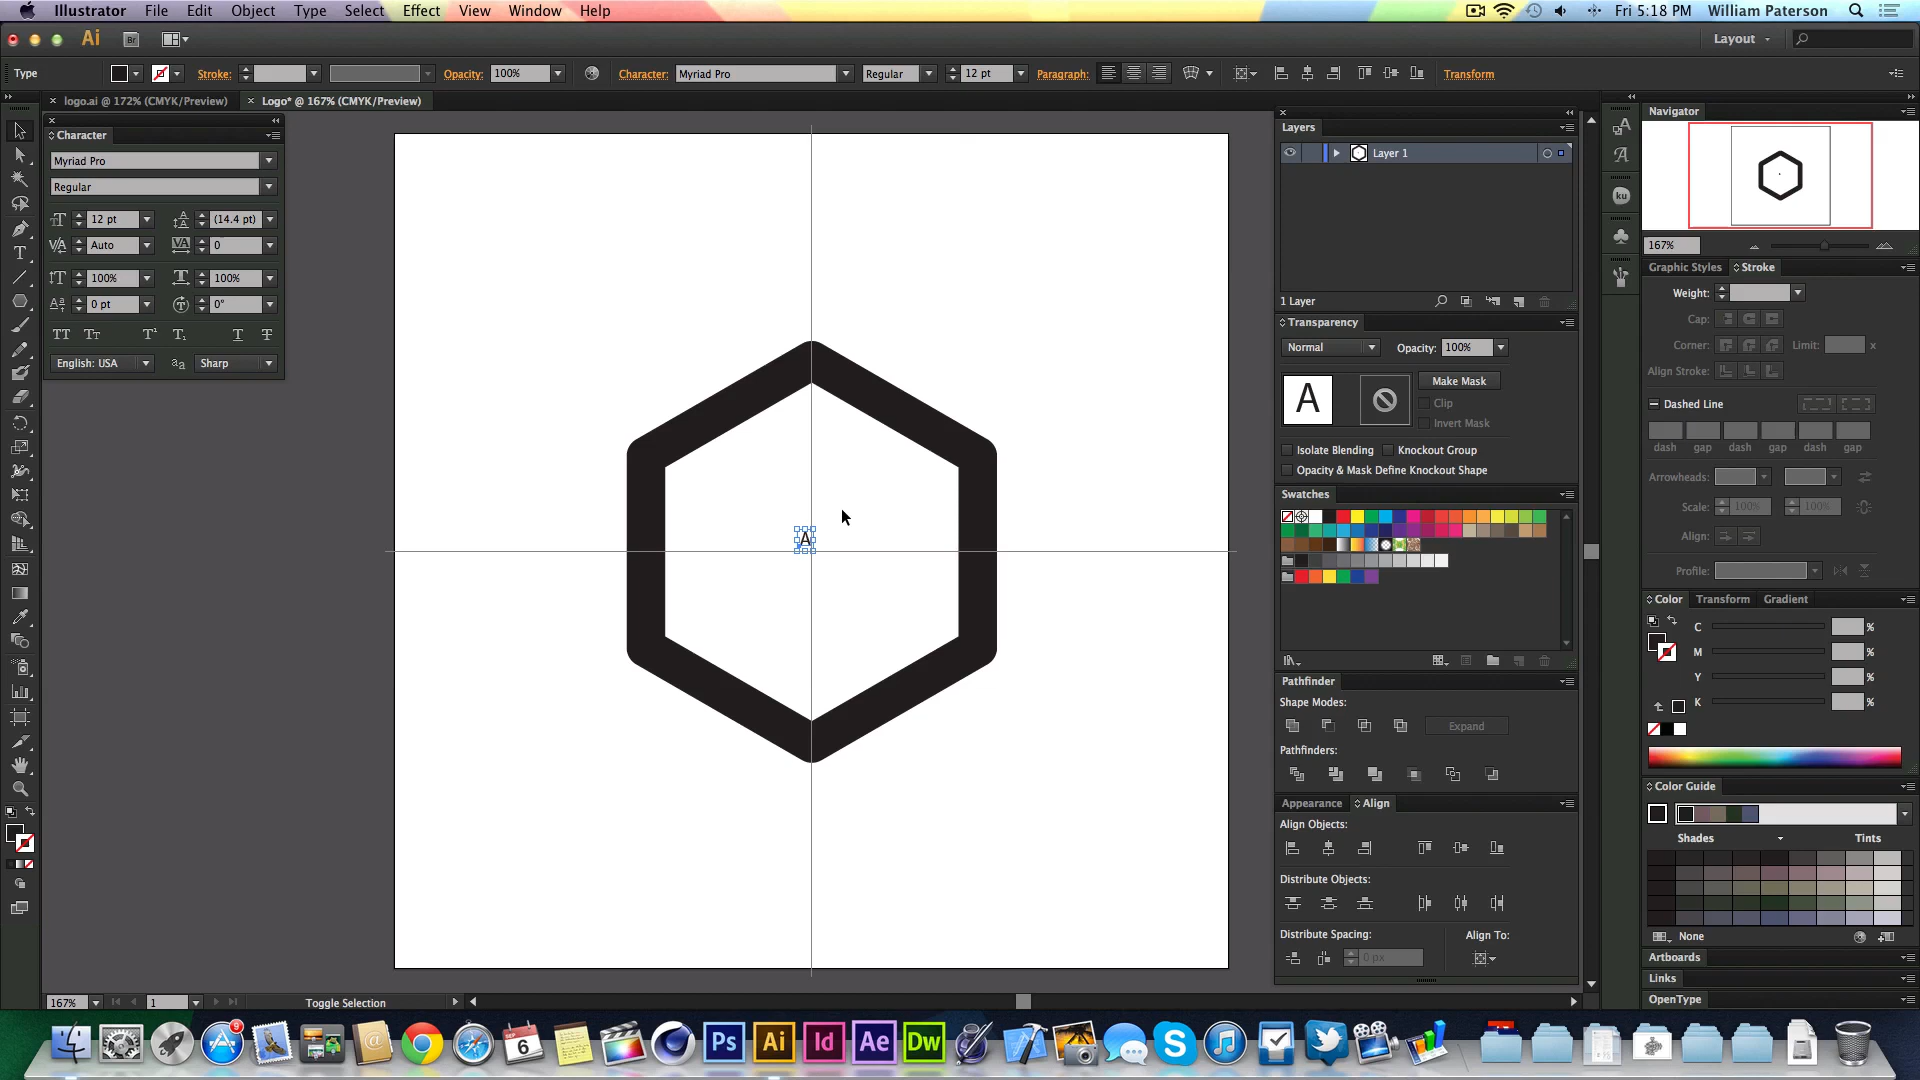 Illustrator File Edit Object Type Select Effect View Window Help Fri 5:18 PM William Paterson
Ai Br Layout
Type Stroke: Opacity: 100% Character: Myriad Pro Regular 12 pt Paragraph: Transform
× logo.ai @ 172% (CMYK/Preview) × Logo* @ 167% (CMYK/Preview)
Character
Myriad Pro
Regular
12 pt (14.4 pt)
Auto 0
100% 100%
0 pt 0°
English: USA Sharp
A
167% 1 Toggle Selection
Layers
Layer 1
1 Layer
Transparency
Normal Opacity: 100%
A Make Mask
Clip
Invert Mask
Isolate Blending Knockout Group
Opacity & Mask Define Knockout Shape
Swatches
Pathfinder
Shape Modes:
Expand
Pathfinders:
Appearance Align
Align Objects:
Distribute Objects:
Distribute Spacing: Align To:
0 px
ku
Navigator
167%
Graphic Styles Stroke
Weight:
Cap:
Corner: Limit: x
Align Stroke:
Dashed Line
dash gap dash gap dash gap
Arrowheads:
Scale: 100% 100%
Align:
Profile:
Color Transform Gradient
C %
M %
Y %
K %
Color Guide
Shades Tints
None
Artboards
Links
OpenType
9 6 Ps Ai Id Ae Dw